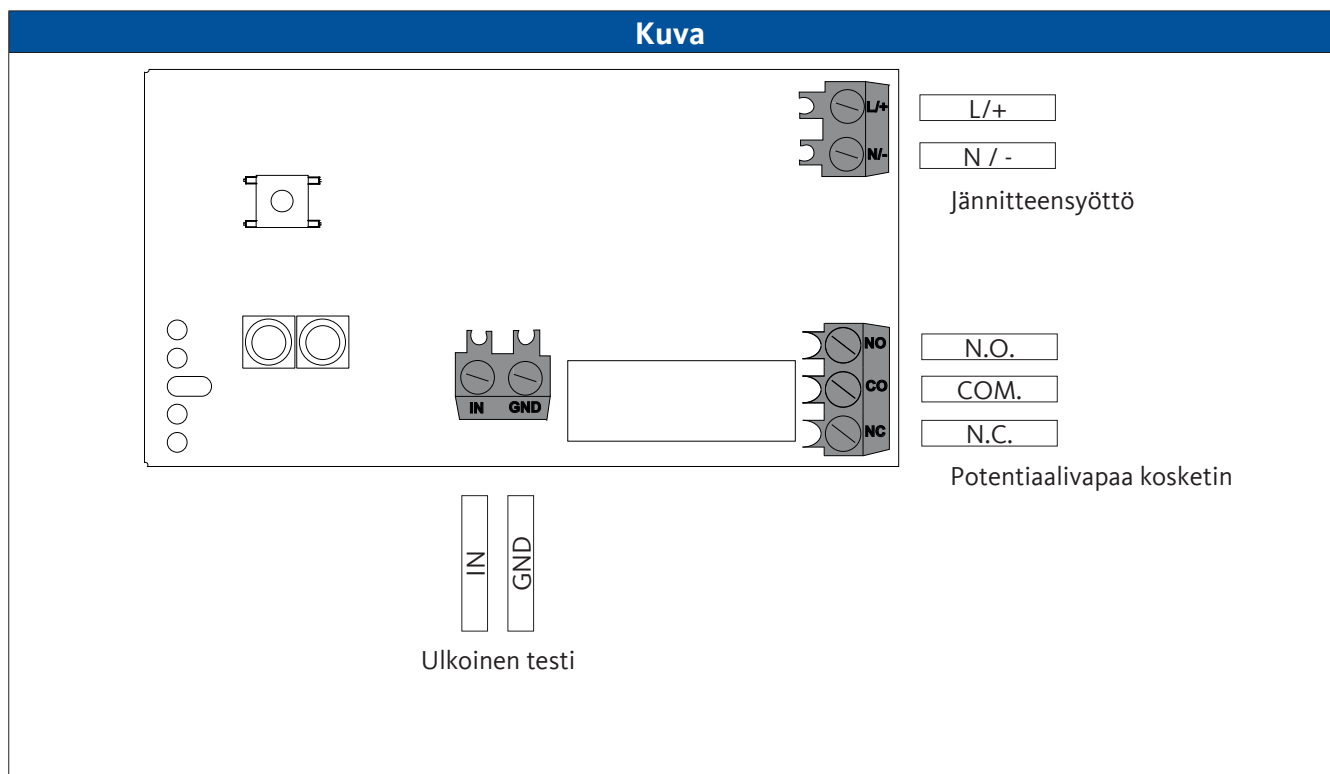 Kuva
L/+ L/+
N/- N / -
Jännitteensyöttö
NO N.O.
CO COM.
IN GND NC N.C.
Potentiaalivapaa kosketin
IN GND
Ulkoinen testi